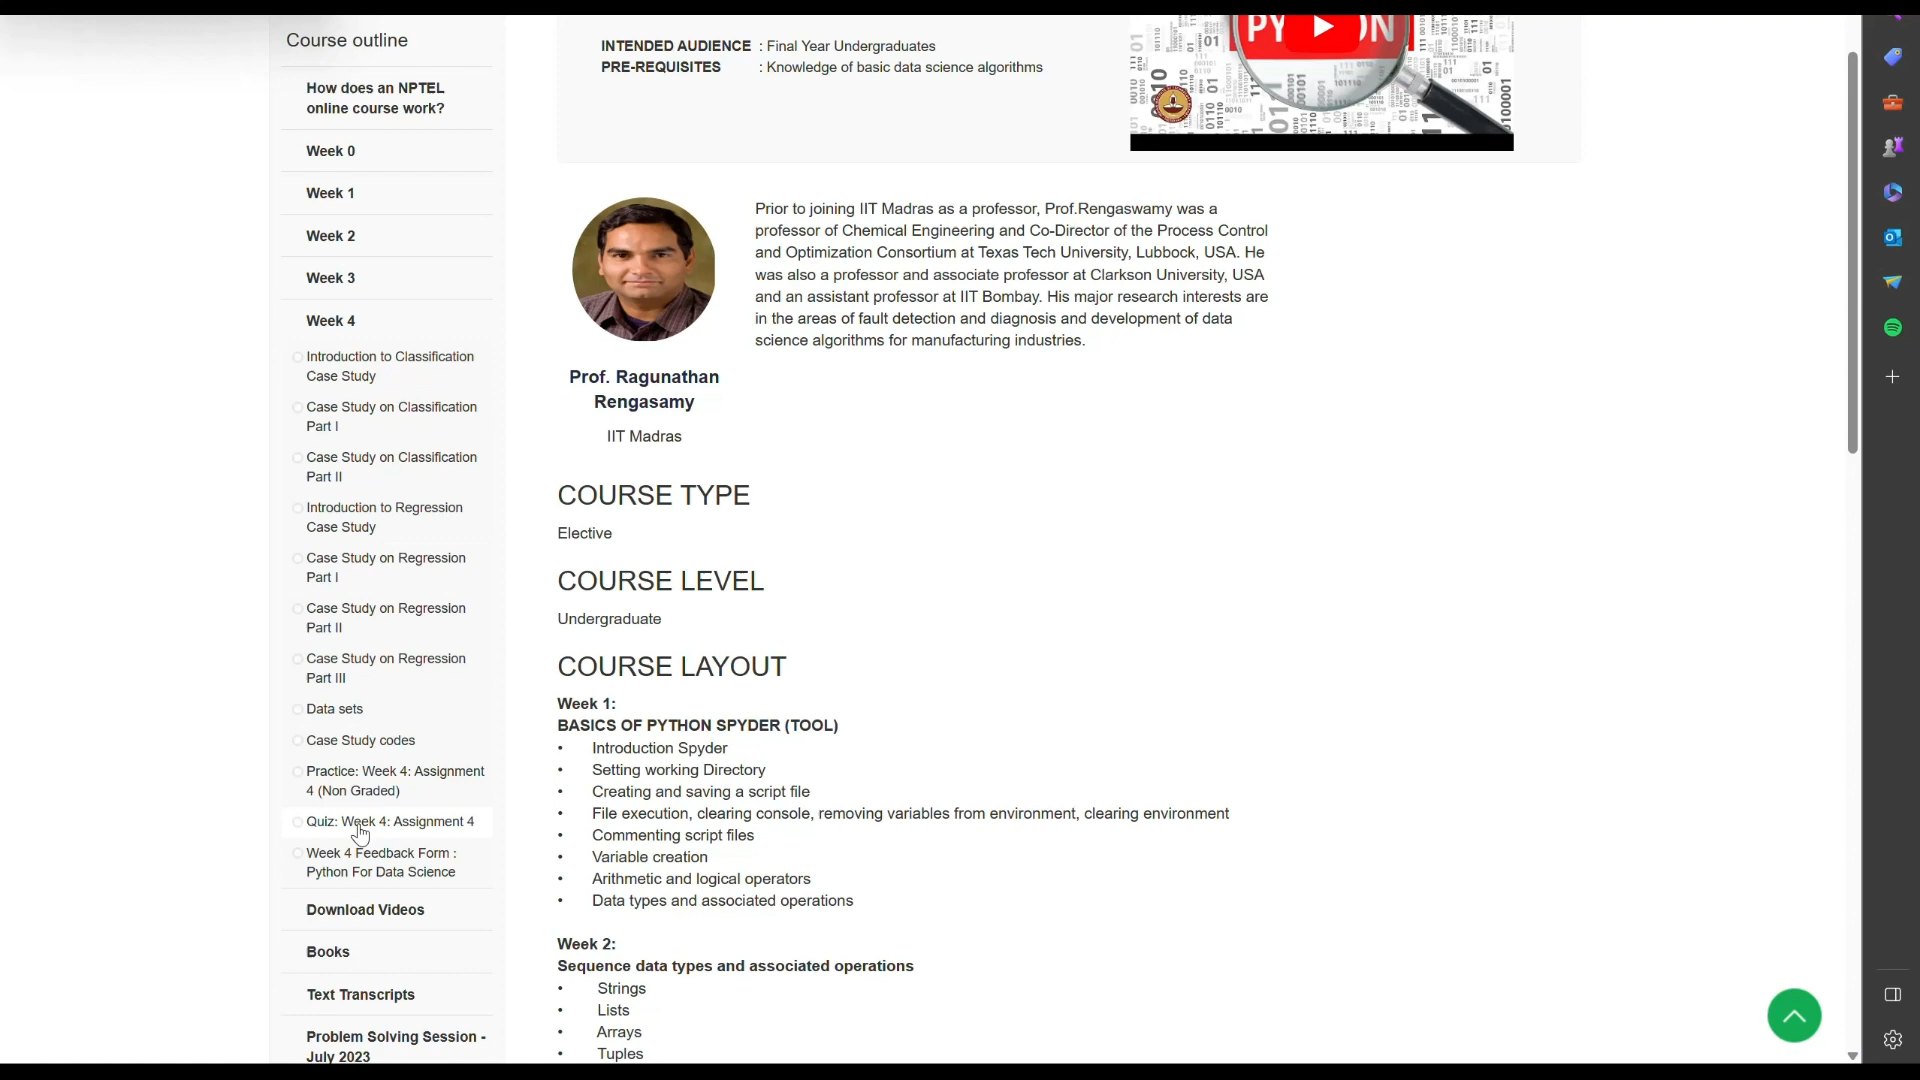 Course outline
How does an NPTEL
online course work?
Week 0
Week 1
Week 2
Week 3
Week 4
Introduction to Classification
Case Study
Case Study on Classification
Part I
Case Study on Classification
Part II
Introduction to Regression
Case Study
Case Study on Regression
Part I
Case Study on Regression
Part II
Case Study on Regression
Part III
Data sets
Case Study codes
Practice: Week 4: Assignment
4 (Non Graded)
Quiz: Week 4: Assignment 4
Week 4 Feedback Form :
Python For Data Science
Download Videos
Books
Text Transcripts
Problem Solving Session -
July 2023
INTENDED AUDIENCE : Final Year Undergraduates
PRE-REQUISITES : Knowledge of basic data science algorithms
Prior to joining IIT Madras as a professor, Prof.Rengaswamy was a
professor of Chemical Engineering and Co-Director of the Process Control
and Optimization Consortium at Texas Tech University, Lubbock, USA. He
was also a professor and associate professor at Clarkson University, USA
and an assistant professor at IIT Bombay. His major research interests are
in the areas of fault detection and diagnosis and development of data
science algorithms for manufacturing industries.
Prof. Ragunathan
Rengasamy
IIT Madras
COURSE TYPE
Elective
COURSE LEVEL
Undergraduate
COURSE LAYOUT
Week 1:
BASICS OF PYTHON SPYDER (TOOL)
• Introduction Spyder
• Setting working Directory
• Creating and saving a script file
• File execution, clearing console, removing variables from environment, clearing environment
• Commenting script files
• Variable creation
• Arithmetic and logical operators
• Data types and associated operations
Week 2:
Sequence data types and associated operations
• Strings
• Lists
• Arrays
• Tuples